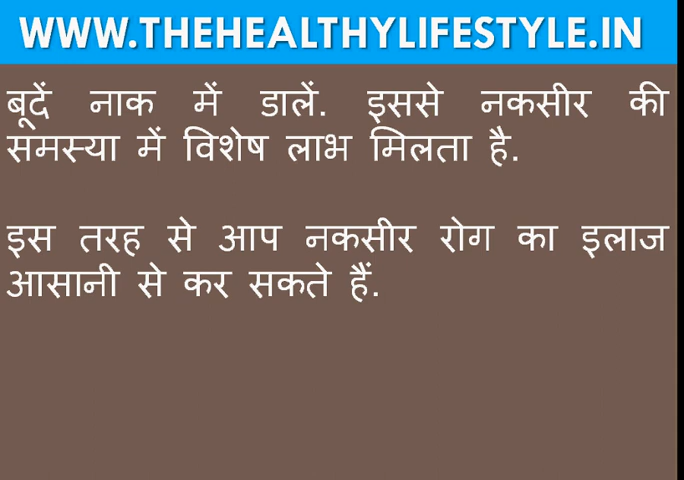 WWW.THEHEALTHYLIFESTYLE.IN
बूदें नाक में डालें. इससे नकसीर की
समस्या में विशेष लाभ मिलता है.
इस तरह से आप नकसीर रोग का इलाज
आसानी से कर सकते हैं.